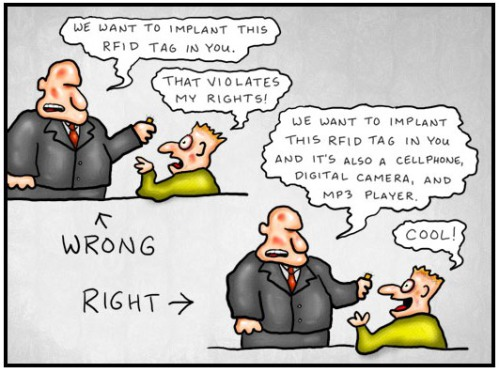 WE WANT TO IMPLANT THIS
RFID TAG IN YOU.
THAT VIOLATES
MY RIGHTS!
WRONG
WE WANT TO IMPLANT
THIS RFID TAG IN YOU
AND IT'S ALSO A CELLPHONE,
DIGITAL CAMERA, AND
MP3 PLAYER.
COOL!
RIGHT →